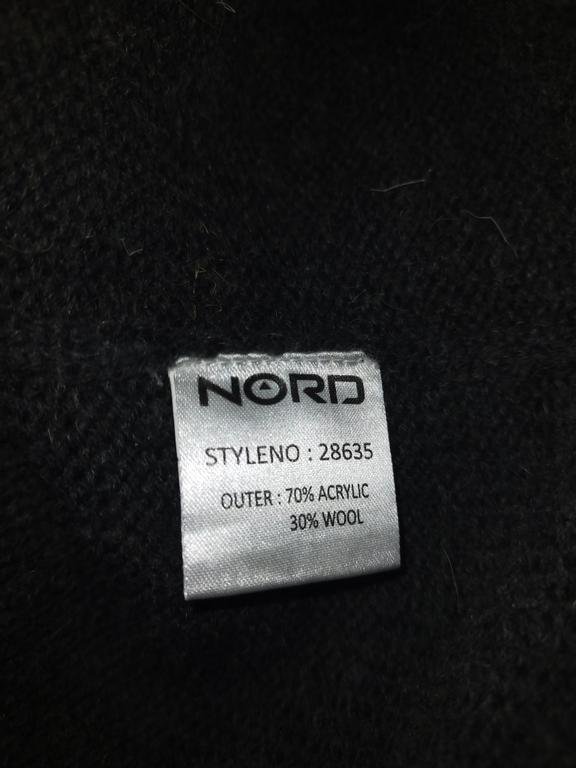 NORD
STYLENO : 28635
OUTER : 70% ACRYLIC
30% WOOL